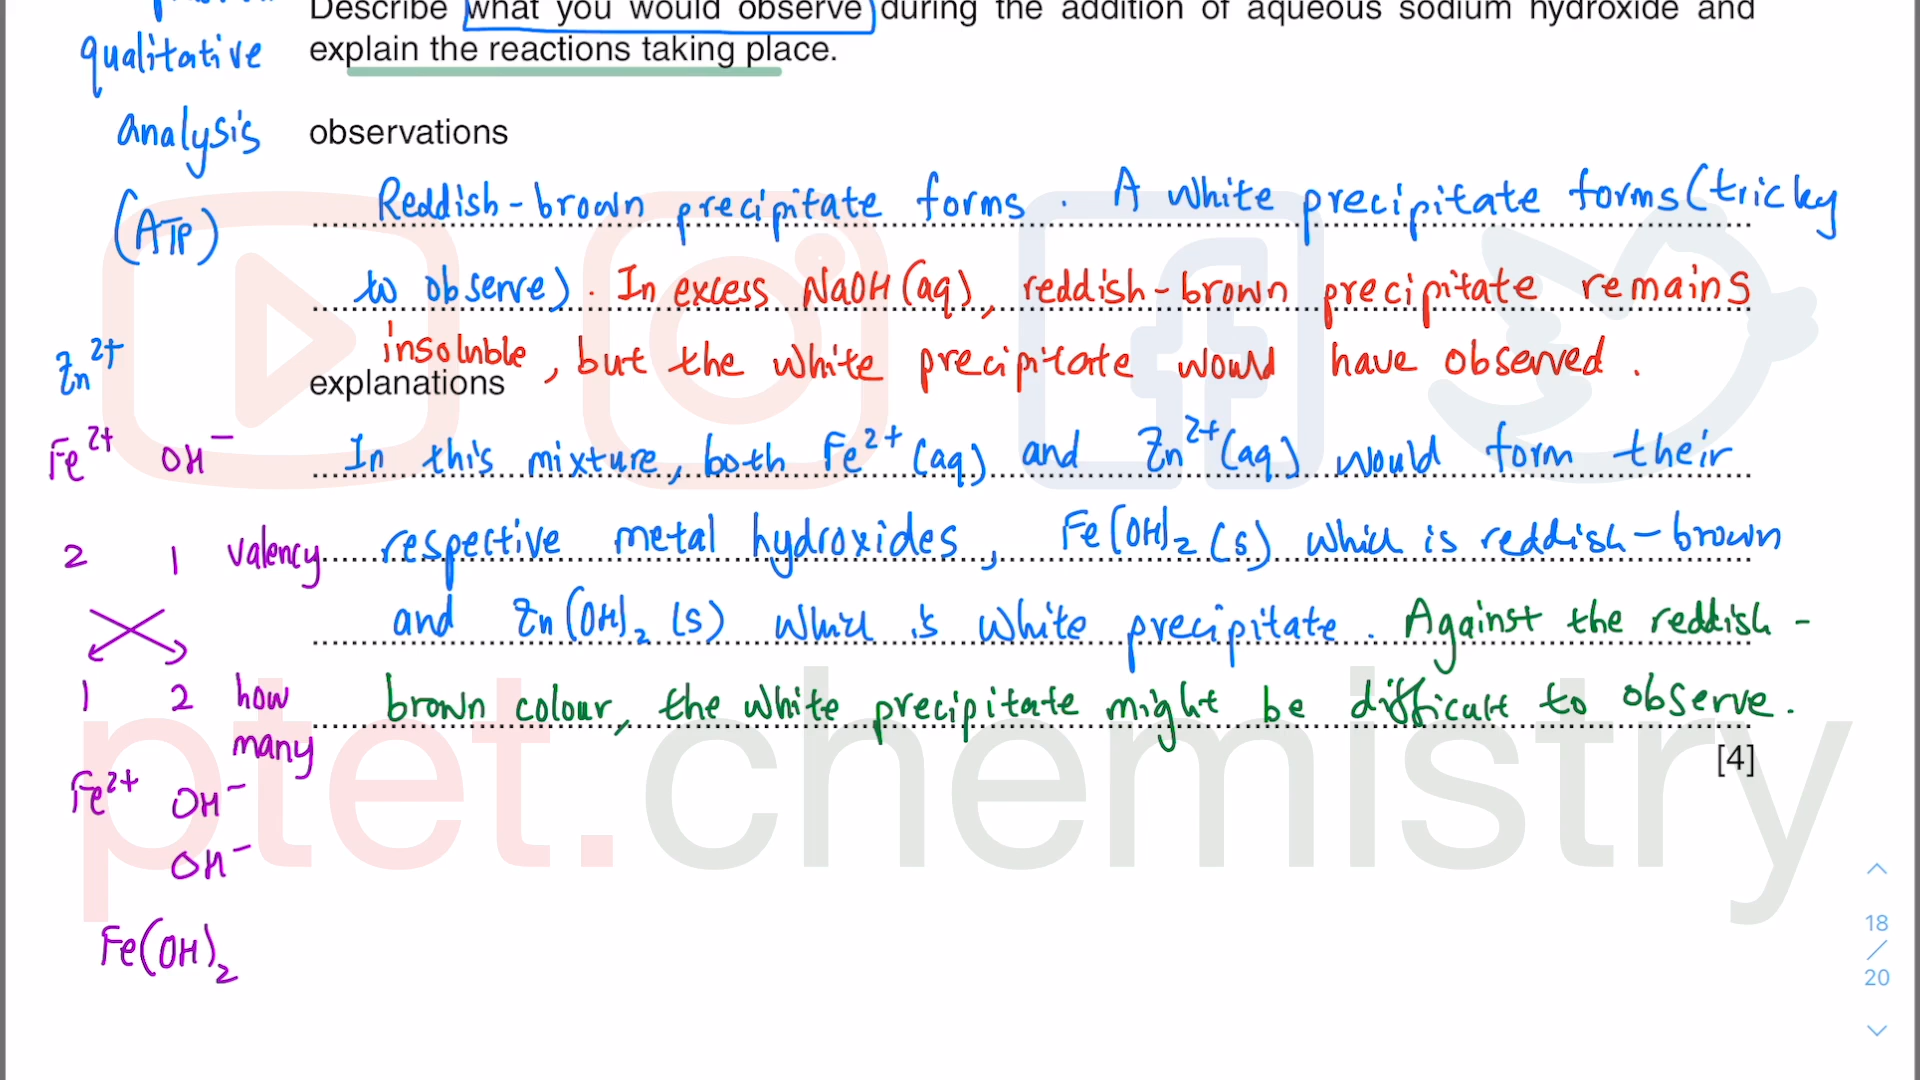 Describe what you would observe during the addition of aqueous sodium hydroxide and
qualitative explain the reactions taking place.
analysis observations
(ATP) Reddish-brown precipitate forms. A white precipitate forms (tricky
to observe). In excess NaOH(aq), reddish-brown precipitate remains
insoluble, but the white precipitate would have observed.
Zn²⁺ explanations
Fe²⁺ OH⁻ In this mixture, both Fe²⁺(aq) and Zn²⁺(aq) would form their
2 1 valency respective metal hydroxides, Fe(OH)₂(s) which is reddish-brown
and Zn(OH)₂(s) which is white precipitate. Against the reddish-
1 2 how brown colour, the white precipitate might be difficult to observe.
many
[4]
Fe²⁺ OH⁻
OH⁻
Fe(OH)₂
ptet.chemistry
18
/
20